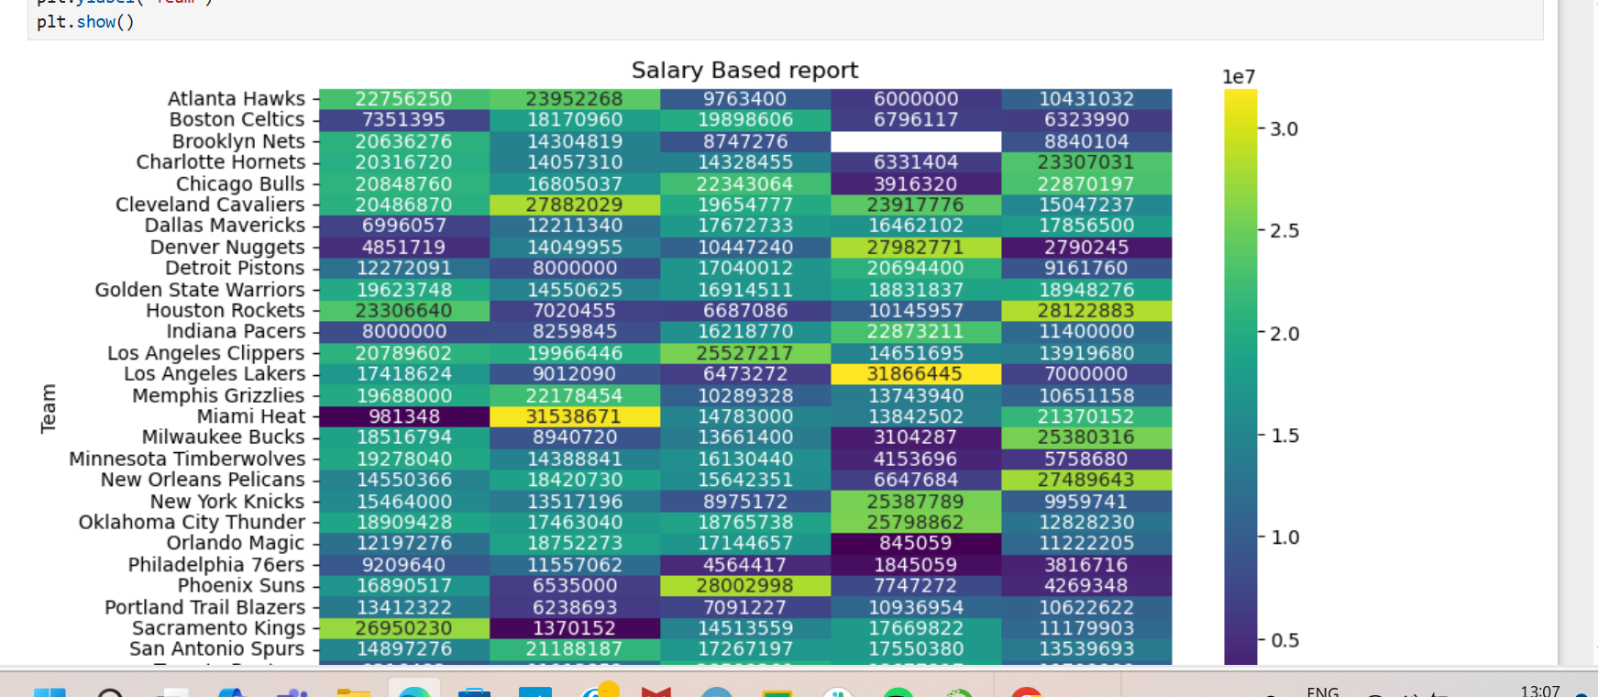 plt.show()
Salary Based report
1e7
Atlanta Hawks 22756250 23952268 9763400 6000000 10431032
Boston Celtics 7351395 18170960 19898606 6796117 6323990
Brooklyn Nets 20636276 14304819 8747276 8840104
Charlotte Hornets 20316720 14057310 14328455 6331404 23307031
Chicago Bulls 20848760 16805037 22343064 3916320 22870197
Cleveland Cavaliers 20486870 27882029 19654777 23917776 15047237
Dallas Mavericks 6996057 12211340 17672733 16462102 17856500
Denver Nuggets 4851719 14049955 10447240 27982771 2790245
Detroit Pistons 12272091 8000000 17040012 20694400 9161760
Golden State Warriors 19623748 14550625 16914511 18831837 18948276
Houston Rockets 23306640 7020455 6687086 10145957 28122883
Indiana Pacers 8000000 8259845 16218770 22873211 11400000
Los Angeles Clippers 20789602 19966446 25527217 14651695 13919680
Los Angeles Lakers 17418624 9012090 6473272 31866445 7000000
Memphis Grizzlies 19688000 22178454 10289328 13743940 10651158
Miami Heat 981348 31538671 14783000 13842502 21370152
Milwaukee Bucks 18516794 8940720 13661400 3104287 25380316
Minnesota Timberwolves 19278040 14388841 16130440 4153696 5758680
New Orleans Pelicans 14550366 18420730 15642351 6647684 27489643
New York Knicks 15464000 13517196 8975172 25387789 9959741
Oklahoma City Thunder 18909428 17463040 18765738 25798862 12828230
Orlando Magic 12197276 18752273 17144657 845059 11222205
Philadelphia 76ers 9209640 11557062 4564417 1845059 3816716
Phoenix Suns 16890517 6535000 28002998 7747272 4269348
Portland Trail Blazers 13412322 6238693 7091227 10936954 10622622
Sacramento Kings 26950230 1370152 14513559 17669822 11179903
San Antonio Spurs 14897276 21188187 17267197 17550380 13539693
Team
3.0
2.5
2.0
1.5
1.0
0.5
ENG
13:07